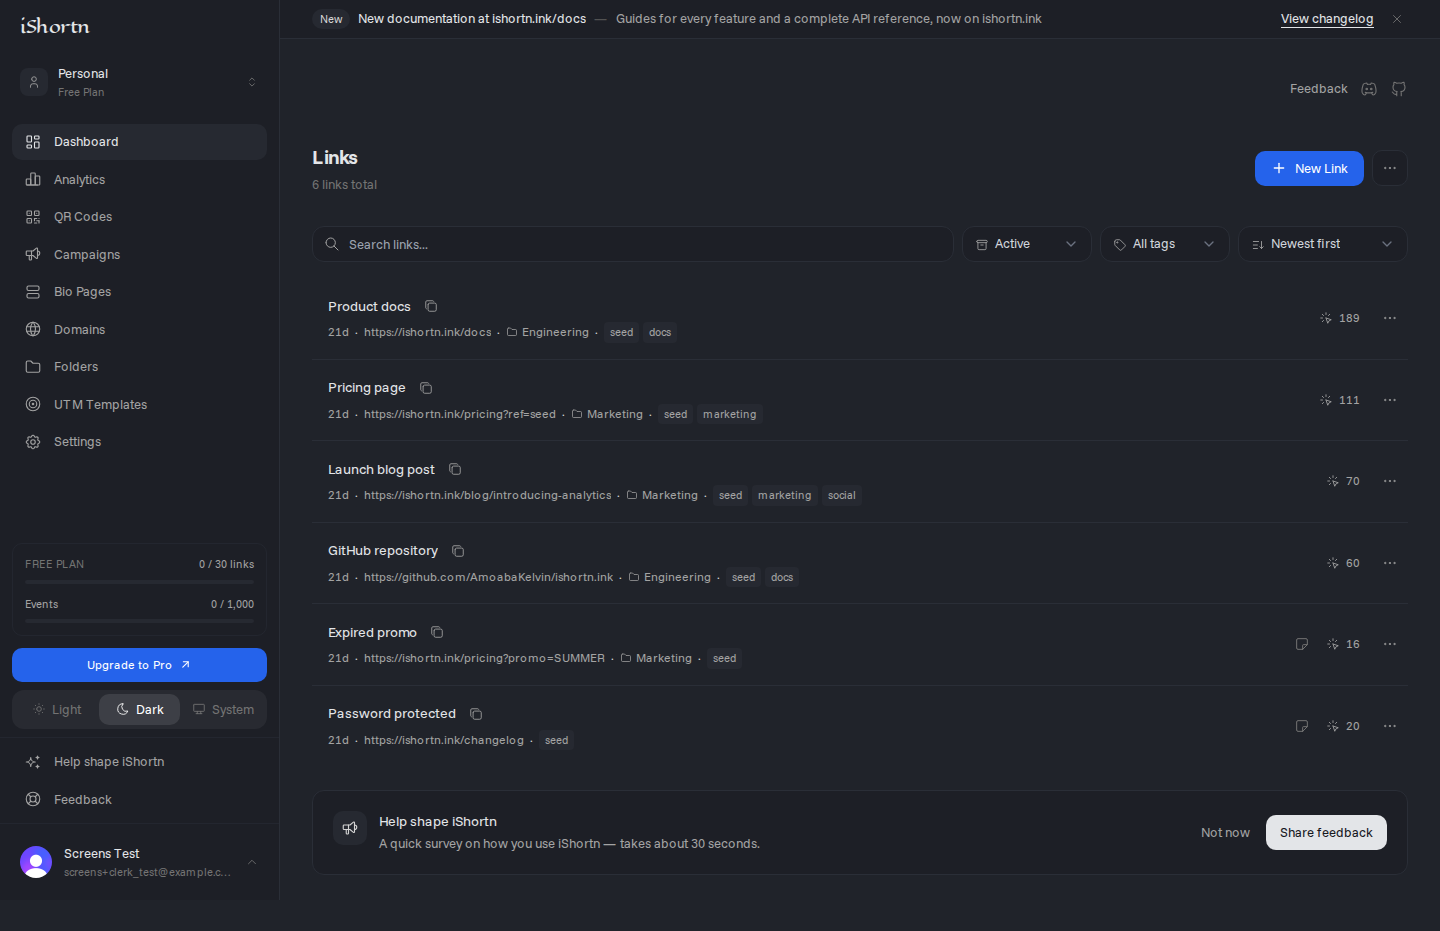 iShortn
Personal
Free Plan
Dashboard
Analytics
QR Codes
Campaigns
Bio Pages
Domains
Folders
UTM Templates
Settings
FREE PLAN 0 / 30 links
Events 0 / 1,000
Upgrade to Pro
Light Dark System
Help shape iShortn
Feedback
Screens Test
screens+clerk_test@example.c...
New New documentation at ishortn.ink/docs — Guides for every feature and a complete API reference, now on ishortn.ink View changelog
Feedback
Links
6 links total
New Link
Search links... Active All tags Newest first
Product docs
21d · https://ishortn.ink/docs · Engineering · seed docs
189
Pricing page
21d · https://ishortn.ink/pricing?ref=seed · Marketing · seed marketing
111
Launch blog post
21d · https://ishortn.ink/blog/introducing-analytics · Marketing · seed marketing social
70
GitHub repository
21d · https://github.com/AmoabaKelvin/ishortn.ink · Engineering · seed docs
60
Expired promo
21d · https://ishortn.ink/pricing?promo=SUMMER · Marketing · seed
16
Password protected
21d · https://ishortn.ink/changelog · seed
20
Help shape iShortn
A quick survey on how you use iShortn — takes about 30 seconds.
Not now Share feedback